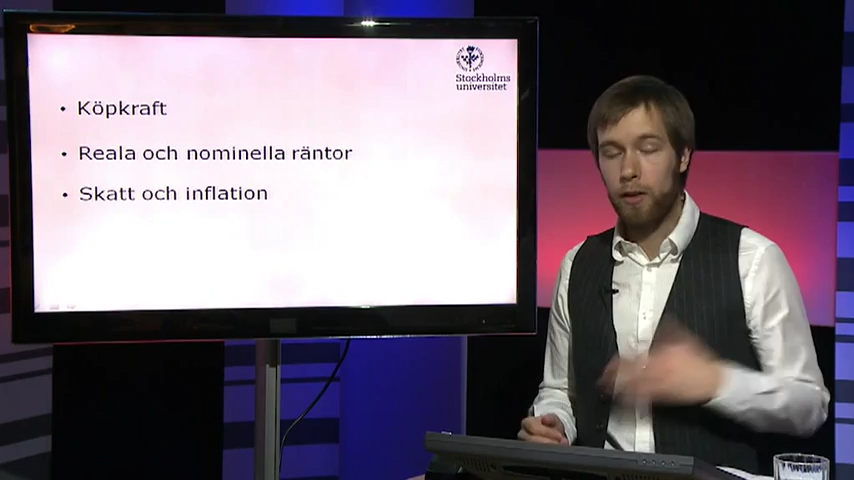 Stockholms
universitet
• Köpkraft
• Reala och nominella räntor
• Skatt och inflation